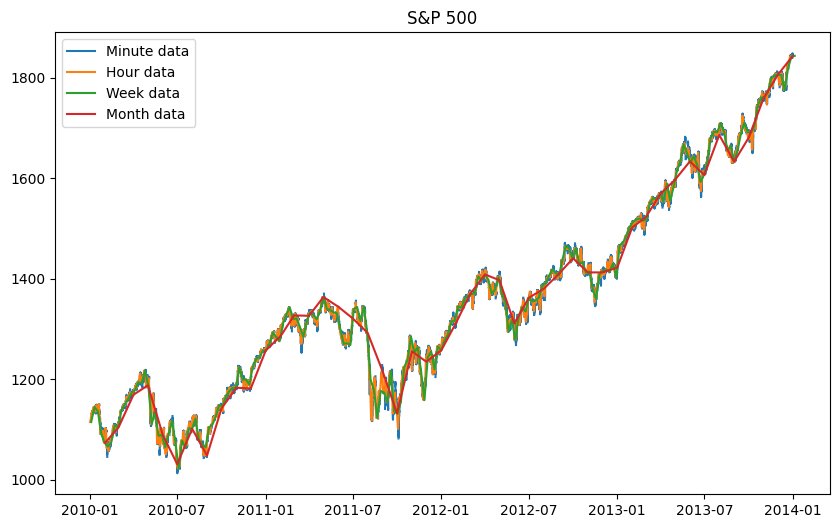 S&P 500
Minute data
Hour data
Week data
Month data
1800
1600
1400
1200
1000
2010-01 2010-07 2011-01 2011-07 2012-01 2012-07 2013-01 2013-07 2014-01